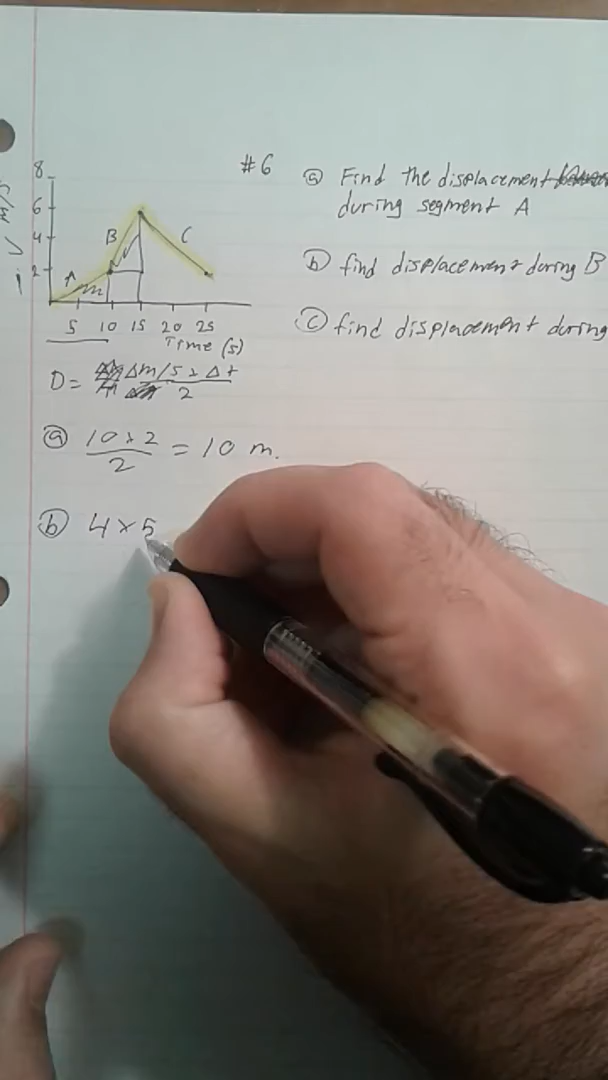 #6
ⓐ Find the displacement
during segment A
ⓑ find displacement during B
ⓒ find displacement during
8
6
4
2
A
B
C
5 10 15 20 25
Time (s)
D = Δm/s x Δt
2
ⓐ 10 x 2
2
= 10 m.
ⓑ 4 x 5